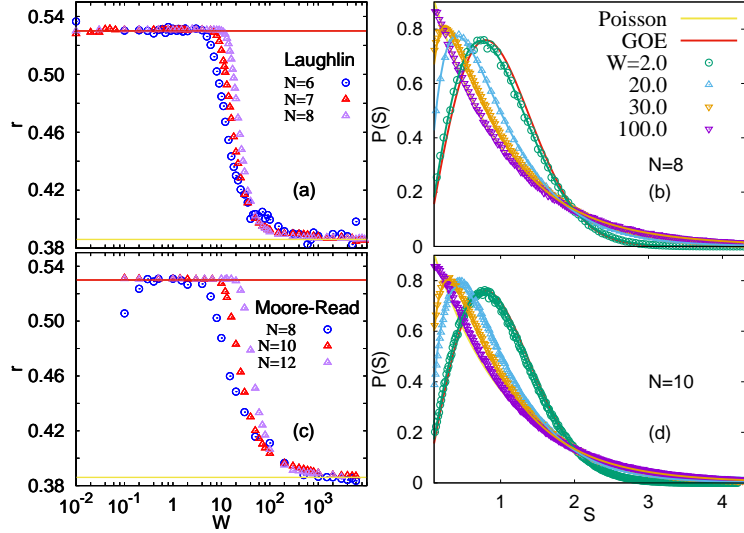 0.54
0.50
0.46
0.42
0.38
r
Laughlin
N=6
N=7
N=8
(a)
P(S)
0.8
0.6
0.4
0.2
0
Poisson
GOE
W=2.0
20.0
30.0
100.0
N=8
(b)
0.54
0.50
0.46
0.42
0.38
r
Moore-Read
N=8
N=10
N=12
(c)
10⁻² 10⁻¹ 1 10 10² 10³
W
P(S)
0.8
0.6
0.4
0.2
0
N=10
(d)
1 2 3 4
S